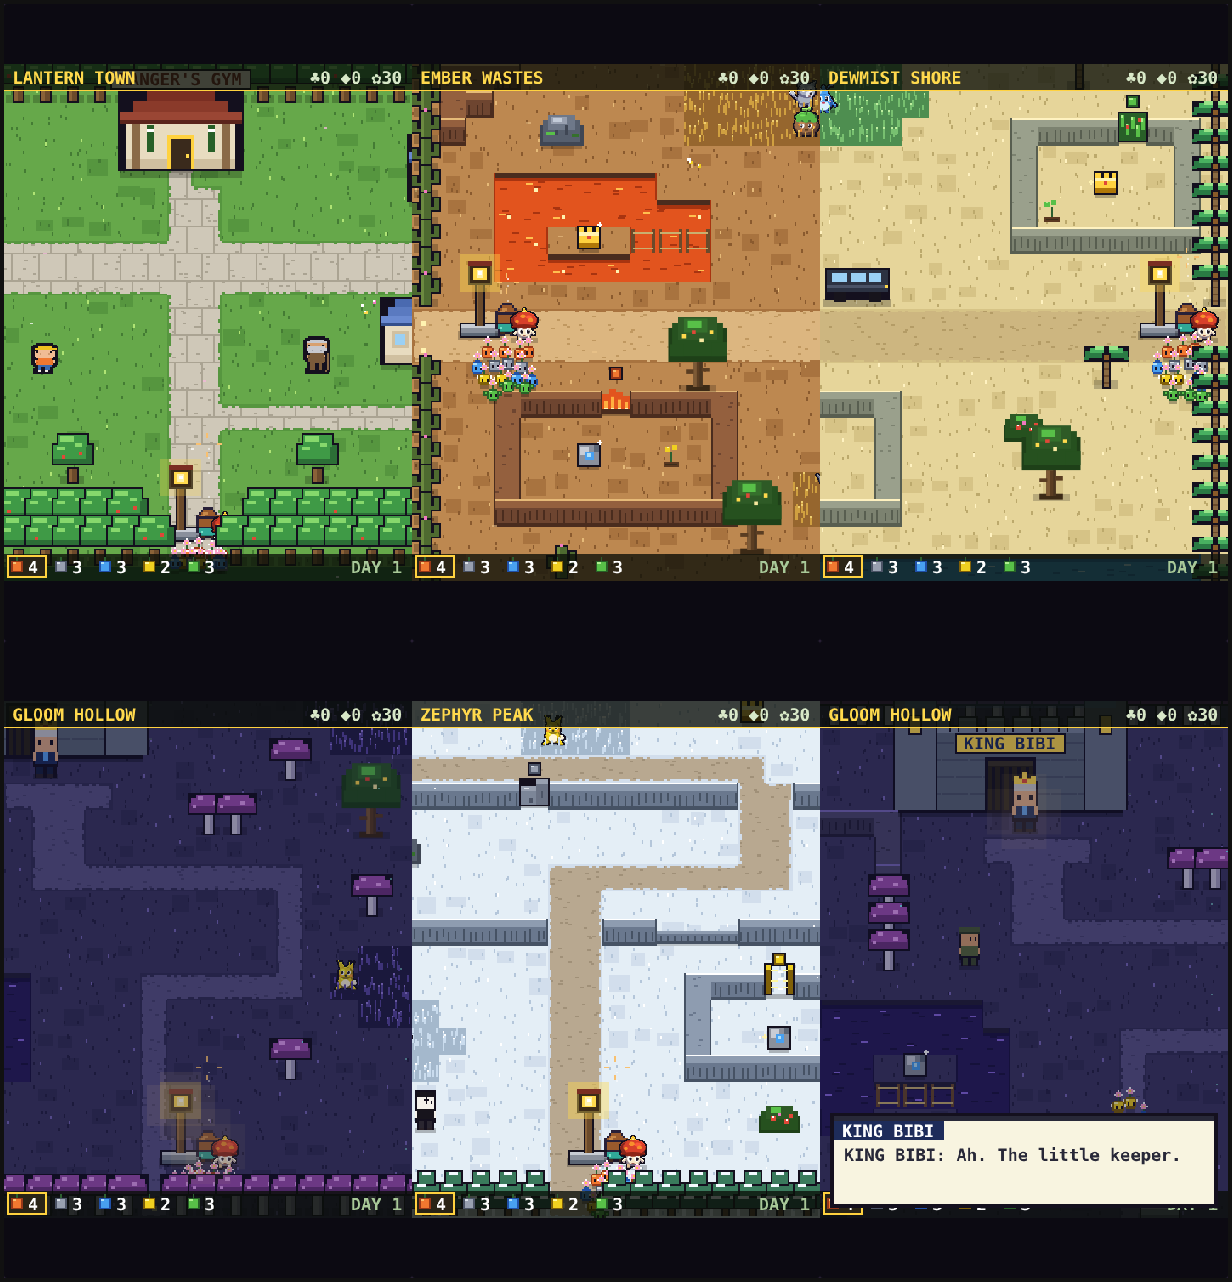 LANTERN TOWN NGER'S GYM ♣0 ◆0 ✿30
4 3 3 2 3 DAY 1
EMBER WASTES ♣0 ◆0 ✿30
4 3 3 2 3 DAY 1
DEWMIST SHORE ♣0 ◆0 ✿30
4 3 3 2 3 DAY 1
GLOOM HOLLOW ♣0 ◆0 ✿30
4 3 3 2 3 DAY 1
ZEPHYR PEAK ♣0 ◆0 ✿30
4 3 3 2 3 DAY 1
GLOOM HOLLOW ♣0 ◆0 ✿30
KING BIBI
KING BIBI
KING BIBI: Ah. The little keeper.